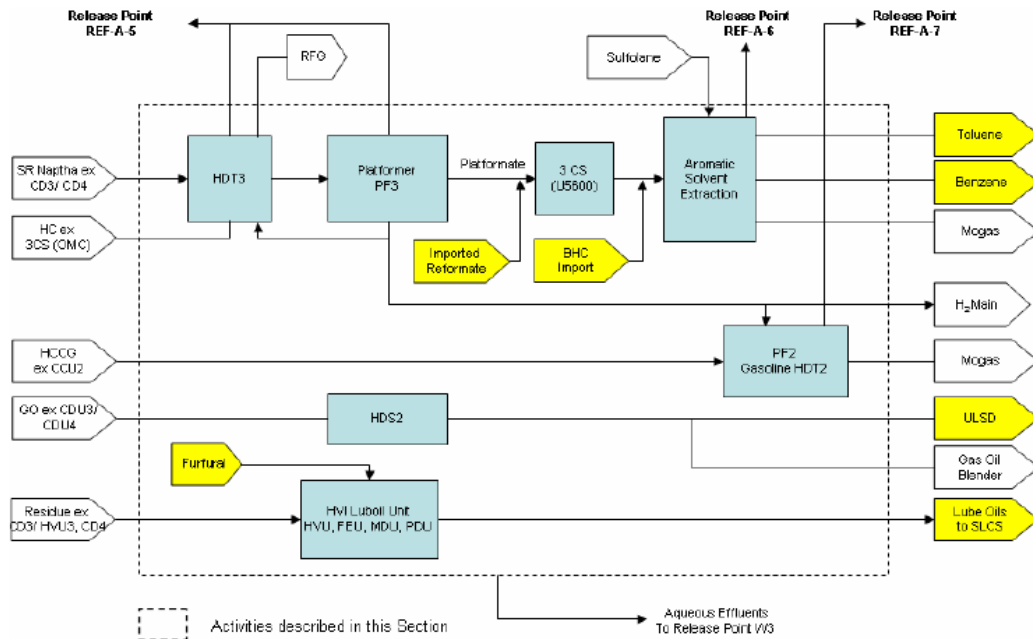 Release Point
REF-A-5
Release Point
REF-A-6
Release Point
REF-A-7
RFG
Sulfolane
SR Naptha ex
CD3/ CD4
HDT3
Platformer
PF3
Platformate
3 CS
(U5600)
Aromatic
Solvent
Extraction
Toluene
Benzene
HC ex
3CS (OMC)
Mogas
Imported
Reformate
BHC
Import
H2Main
HCCG
ex CCU2
PF2
Gasoline HDT2
Mogas
GO ex CDU3/
CDU4
HDS2
ULSD
Furfural
Gas Oil
Blender
Residue ex
CD3/ HVU3, CD4
HVI Luboil Unit
HVU, FEU, MDU, PDU
Lube Oils
to SLCS
Activities described in this Section
Aqueous Effluents
To Release Point W3